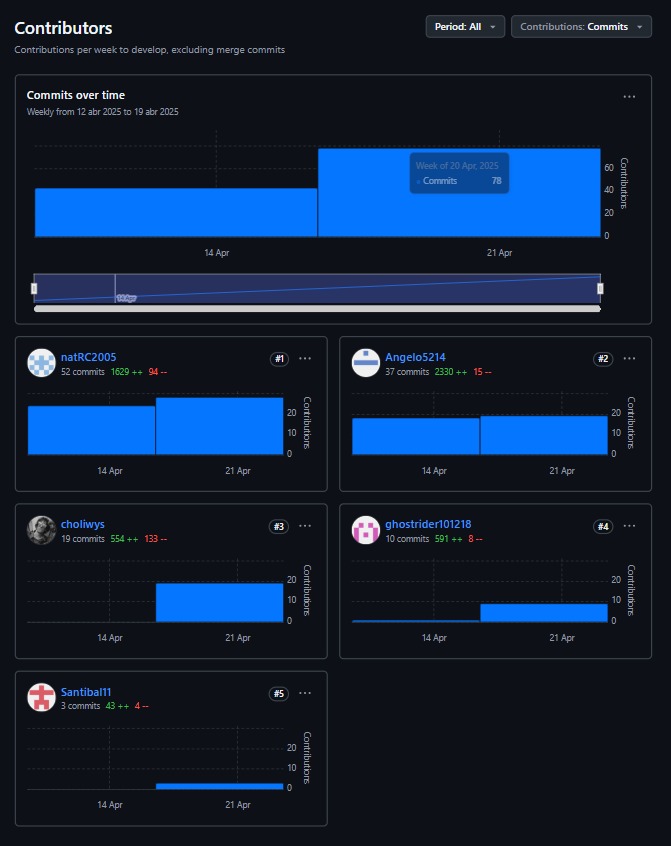 Contributors
Period: All
Contributions: Commits
Contributions per week to develop, excluding merge commits
Commits over time
Weekly from 12 abr 2025 to 19 abr 2025
Week of 20 Apr, 2025
Commits 78
60
40
20
0
Contributions
14 Apr 21 Apr
natRC2005 #1
52 commits 1629 ++ 94 --
20
10
0
Contributions
14 Apr 21 Apr
Angelo5214 #2
37 commits 2330 ++ 15 --
20
10
0
Contributions
14 Apr 21 Apr
choliwys #3
19 commits 554 ++ 133 --
20
10
0
Contributions
14 Apr 21 Apr
ghostrider101218 #4
10 commits 591 ++ 8 --
20
10
0
Contributions
14 Apr 21 Apr
Santibal11 #5
3 commits 43 ++ 4 --
20
10
0
Contributions
14 Apr 21 Apr